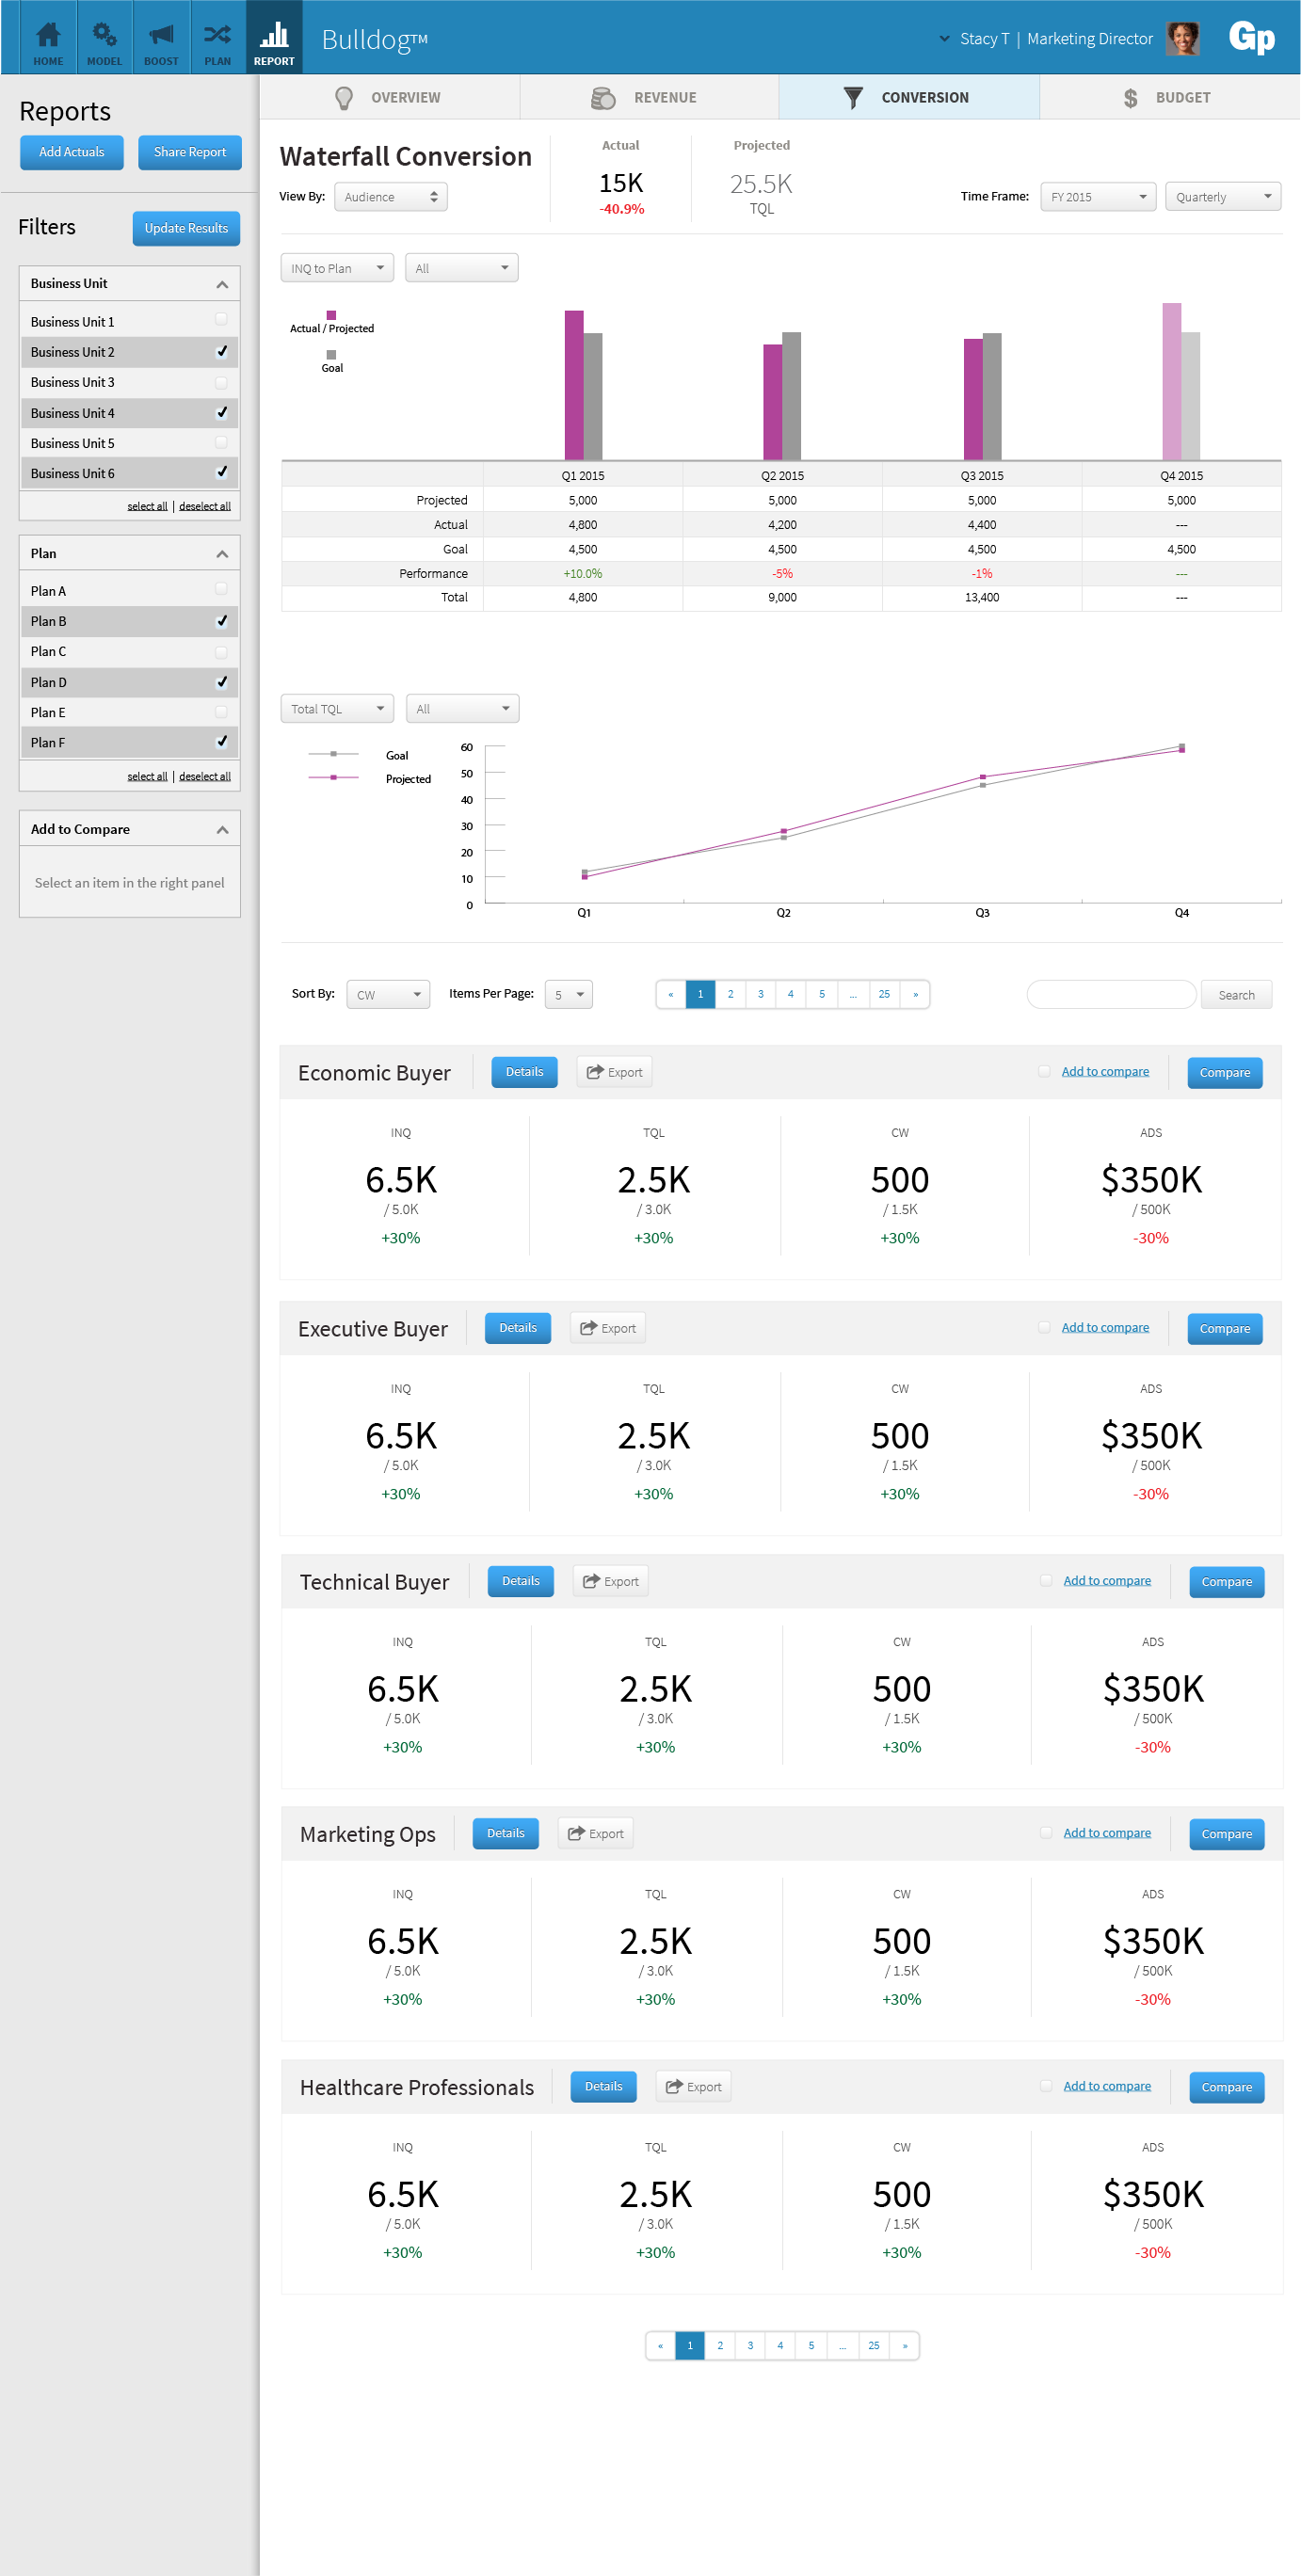 HOME MODEL BOOST PLAN REPORT
Bulldog™
Stacy T | Marketing Director
Gp
Reports
Add Actuals Share Report
Filters Update Results
Business Unit
Business Unit 1
Business Unit 2
Business Unit 3
Business Unit 4
Business Unit 5
Business Unit 6
select all | deselect all
Plan
Plan A
Plan B
Plan C
Plan D
Plan E
Plan F
select all | deselect all
Add to Compare
Select an item in the right panel
OVERVIEW REVENUE CONVERSION $ BUDGET
Waterfall Conversion
View By: Audience
Actual
15K
-40.9%
Projected
25.5K
TQL
Time Frame: FY 2015 Quarterly
INQ to Plan All
Actual / Projected
Goal
Q1 2015 Q2 2015 Q3 2015 Q4 2015
Projected 5,000 5,000 5,000 5,000
Actual 4,800 4,200 4,400 ---
Goal 4,500 4,500 4,500 4,500
Performance +10.0% -5% -1% ---
Total 4,800 9,000 13,400 ---
Total TQL All
Goal
Projected
60
50
40
30
20
10
0
Q1 Q2 Q3 Q4
Sort By: CW Items Per Page: 5 « 1 2 3 4 5 ... 25 » Search
Economic Buyer Details Export Add to compare Compare
INQ TQL CW ADS
6.5K 2.5K 500 $350K
/ 5.0K / 3.0K / 1.5K / 500K
+30% +30% +30% -30%
Executive Buyer Details Export Add to compare Compare
INQ TQL CW ADS
6.5K 2.5K 500 $350K
/ 5.0K / 3.0K / 1.5K / 500K
+30% +30% +30% -30%
Technical Buyer Details Export Add to compare Compare
INQ TQL CW ADS
6.5K 2.5K 500 $350K
/ 5.0K / 3.0K / 1.5K / 500K
+30% +30% +30% -30%
Marketing Ops Details Export Add to compare Compare
INQ TQL CW ADS
6.5K 2.5K 500 $350K
/ 5.0K / 3.0K / 1.5K / 500K
+30% +30% +30% -30%
Healthcare Professionals Details Export Add to compare Compare
INQ TQL CW ADS
6.5K 2.5K 500 $350K
/ 5.0K / 3.0K / 1.5K / 500K
+30% +30% +30% -30%
« 1 2 3 4 5 ... 25 »